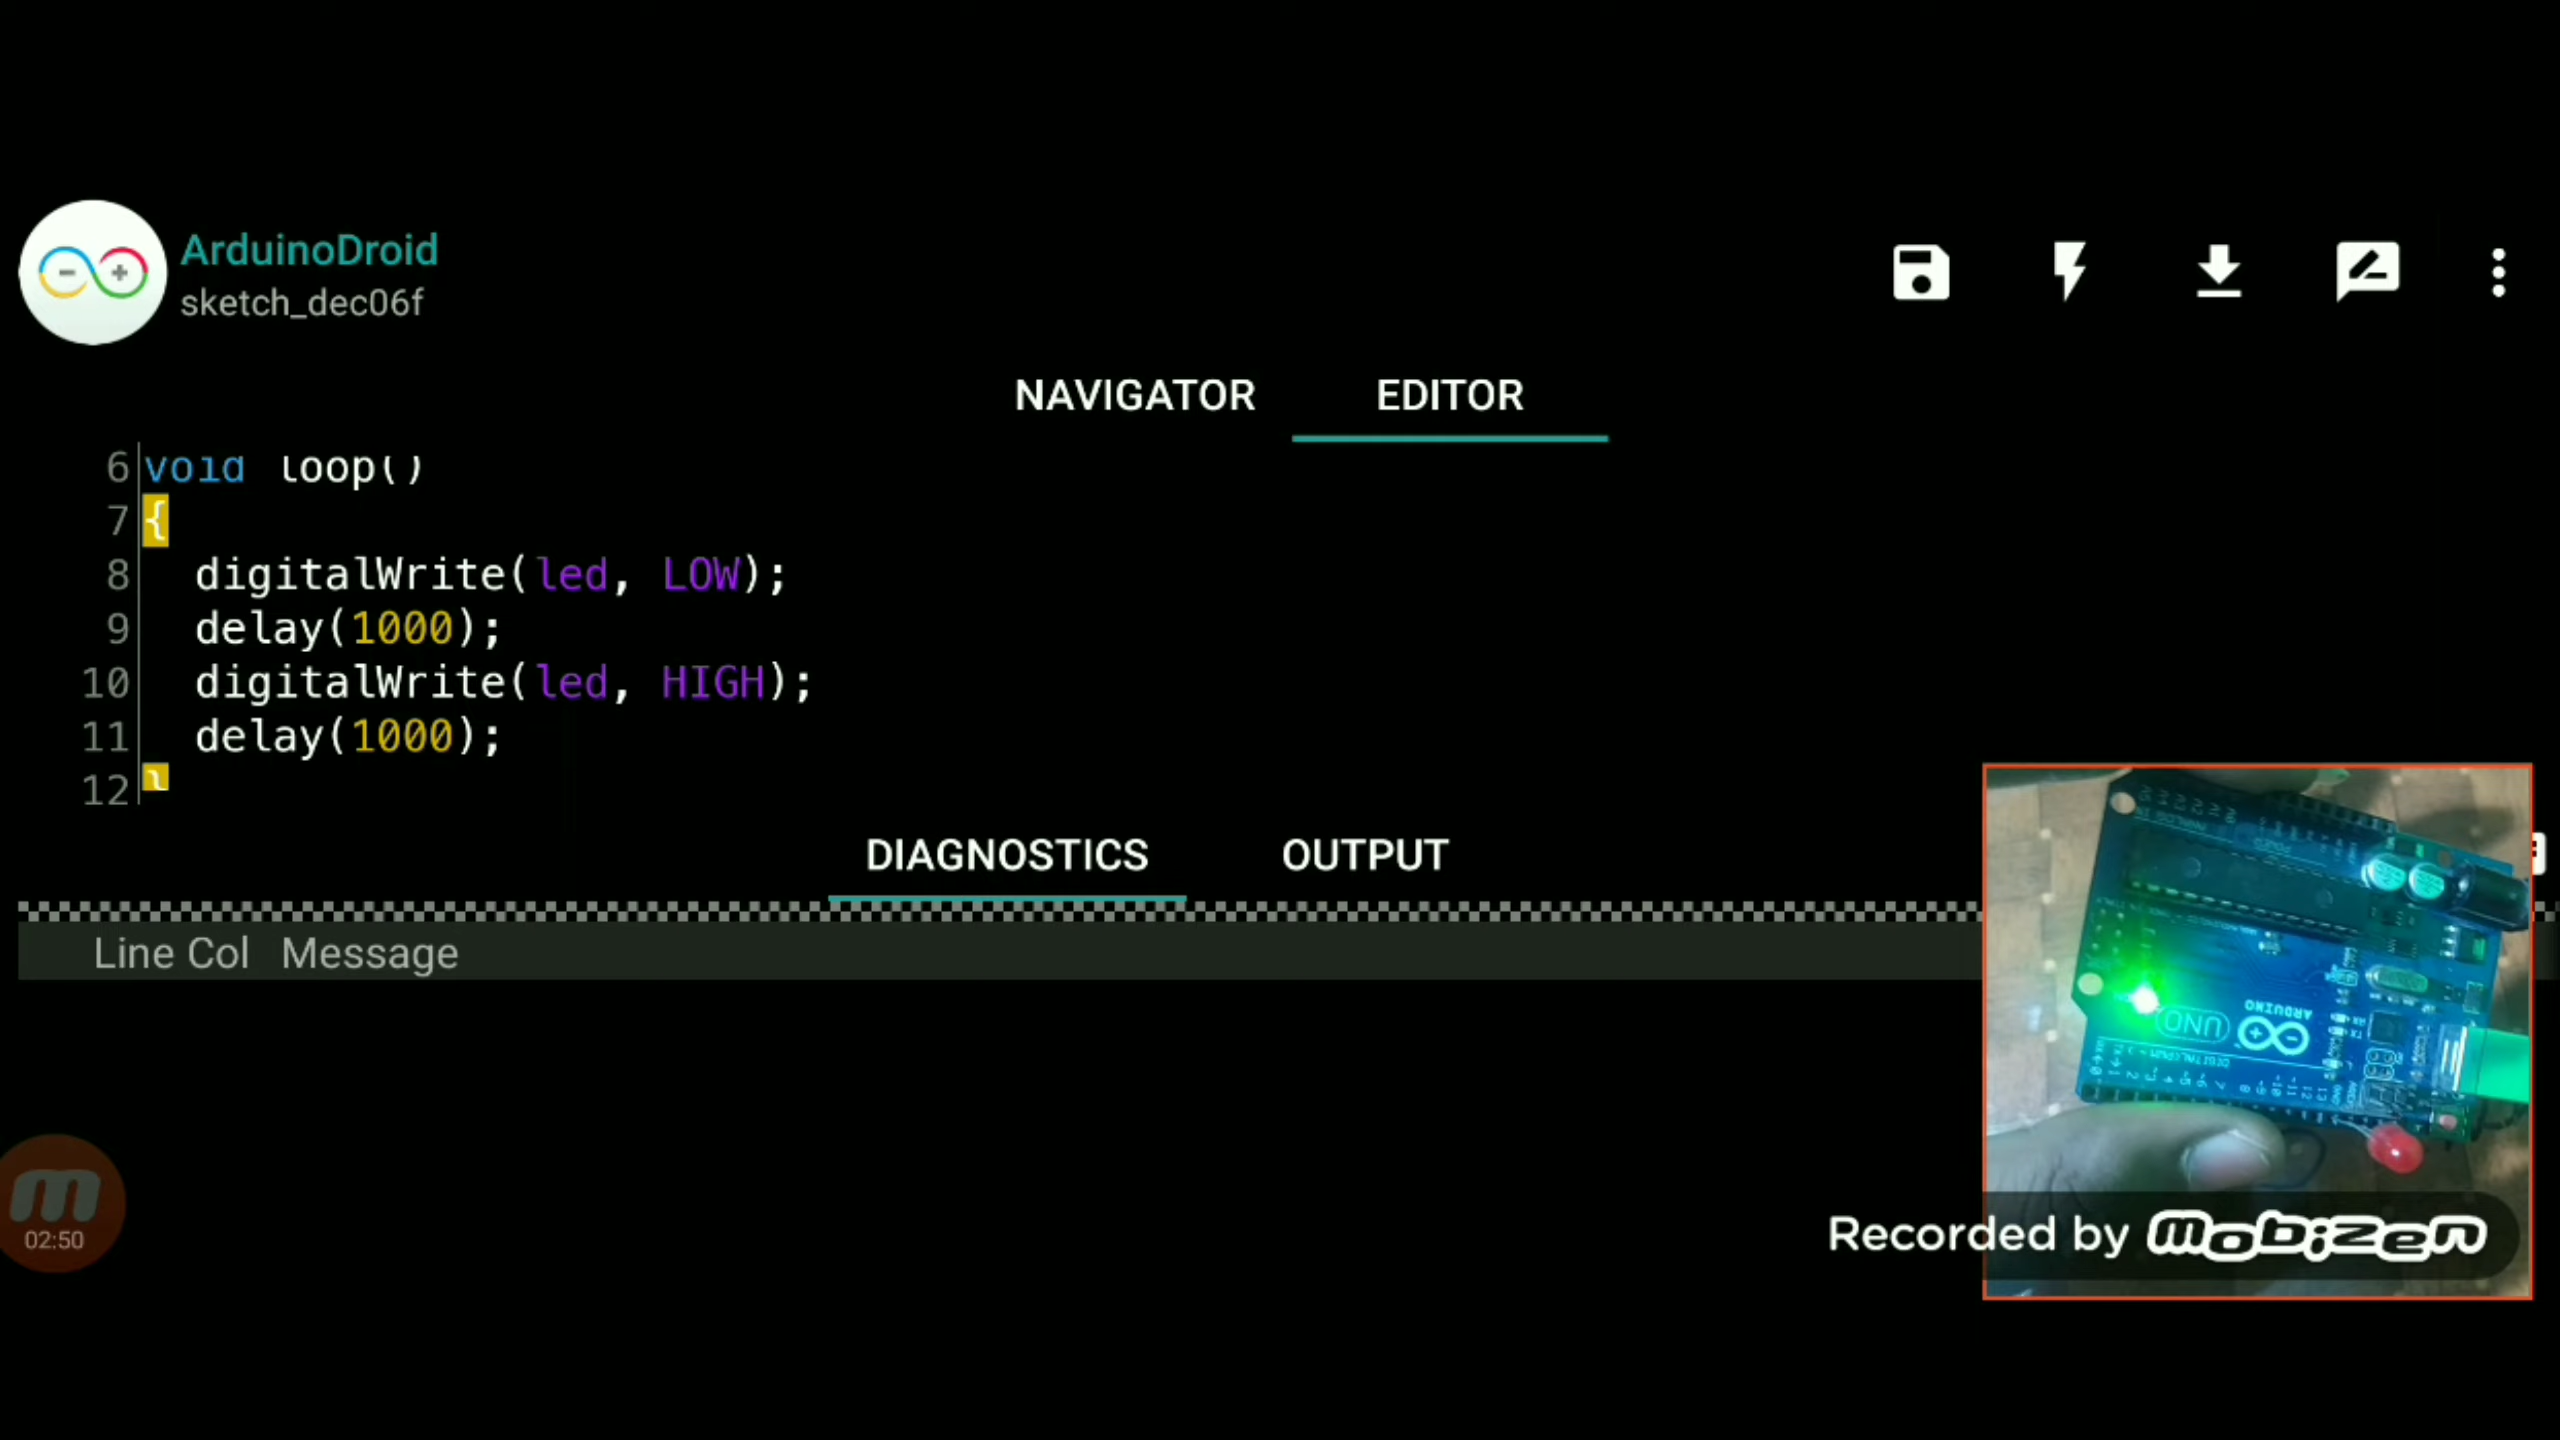 ArduinoDroid
sketch_dec06f
NAVIGATOR EDITOR
6 void loop()
7 {
8 digitalWrite(led, LOW);
9 delay(1000);
10 digitalWrite(led, HIGH);
11 delay(1000);
12 }
DIAGNOSTICS OUTPUT
Line Col Message
UNO
ARDUINO
02:50
Recorded by mobizen